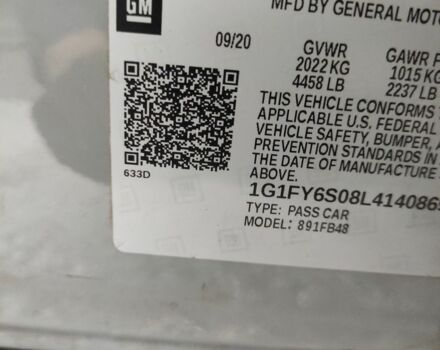 GM
MFD BY GENERAL MOTO
09/20
GVWR
GAWR F
2022 KG
1015 KG
4458 LB
2237 LB
THIS VEHICLE CONFORMS
APPLICABLE U.S. FEDERAL
VEHICLE SAFETY, BUMPER, A
PREVENTION STANDARDS IN
THE DATE OF MANUFACTURE
ABOVE.
633D
1G1FY6S08L414086
TYPE: PASS CAR
MODEL: 891FB48